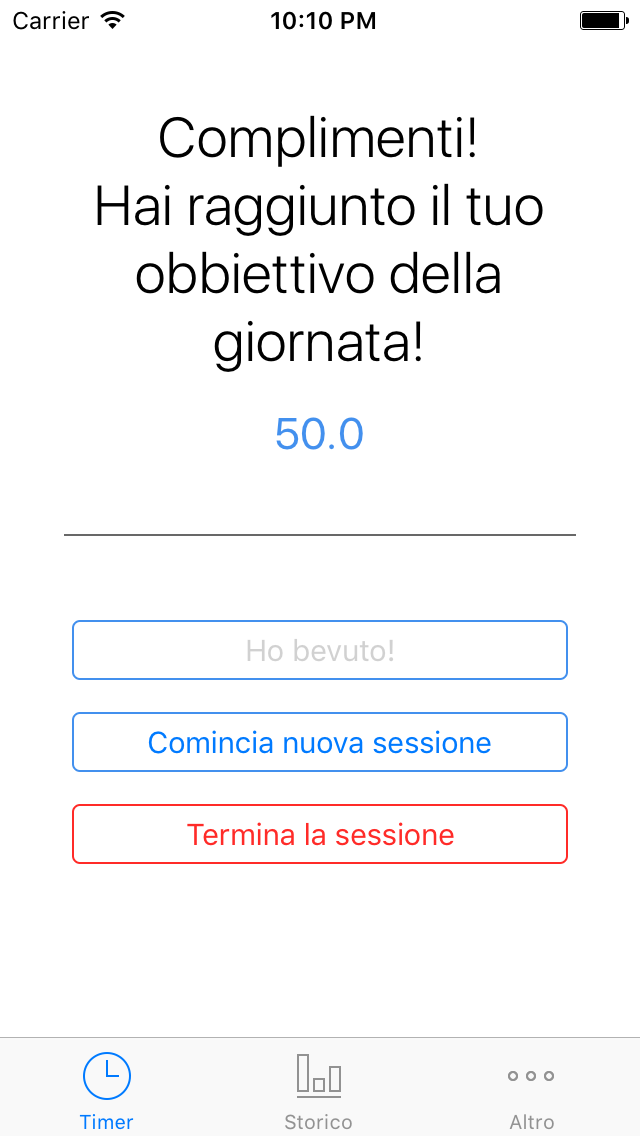 Carrier 10:10 PM
Complimenti!
Hai raggiunto il tuo
obbiettivo della
giornata!
50.0
Ho bevuto!
Comincia nuova sessione
Termina la sessione
Timer Storico Altro